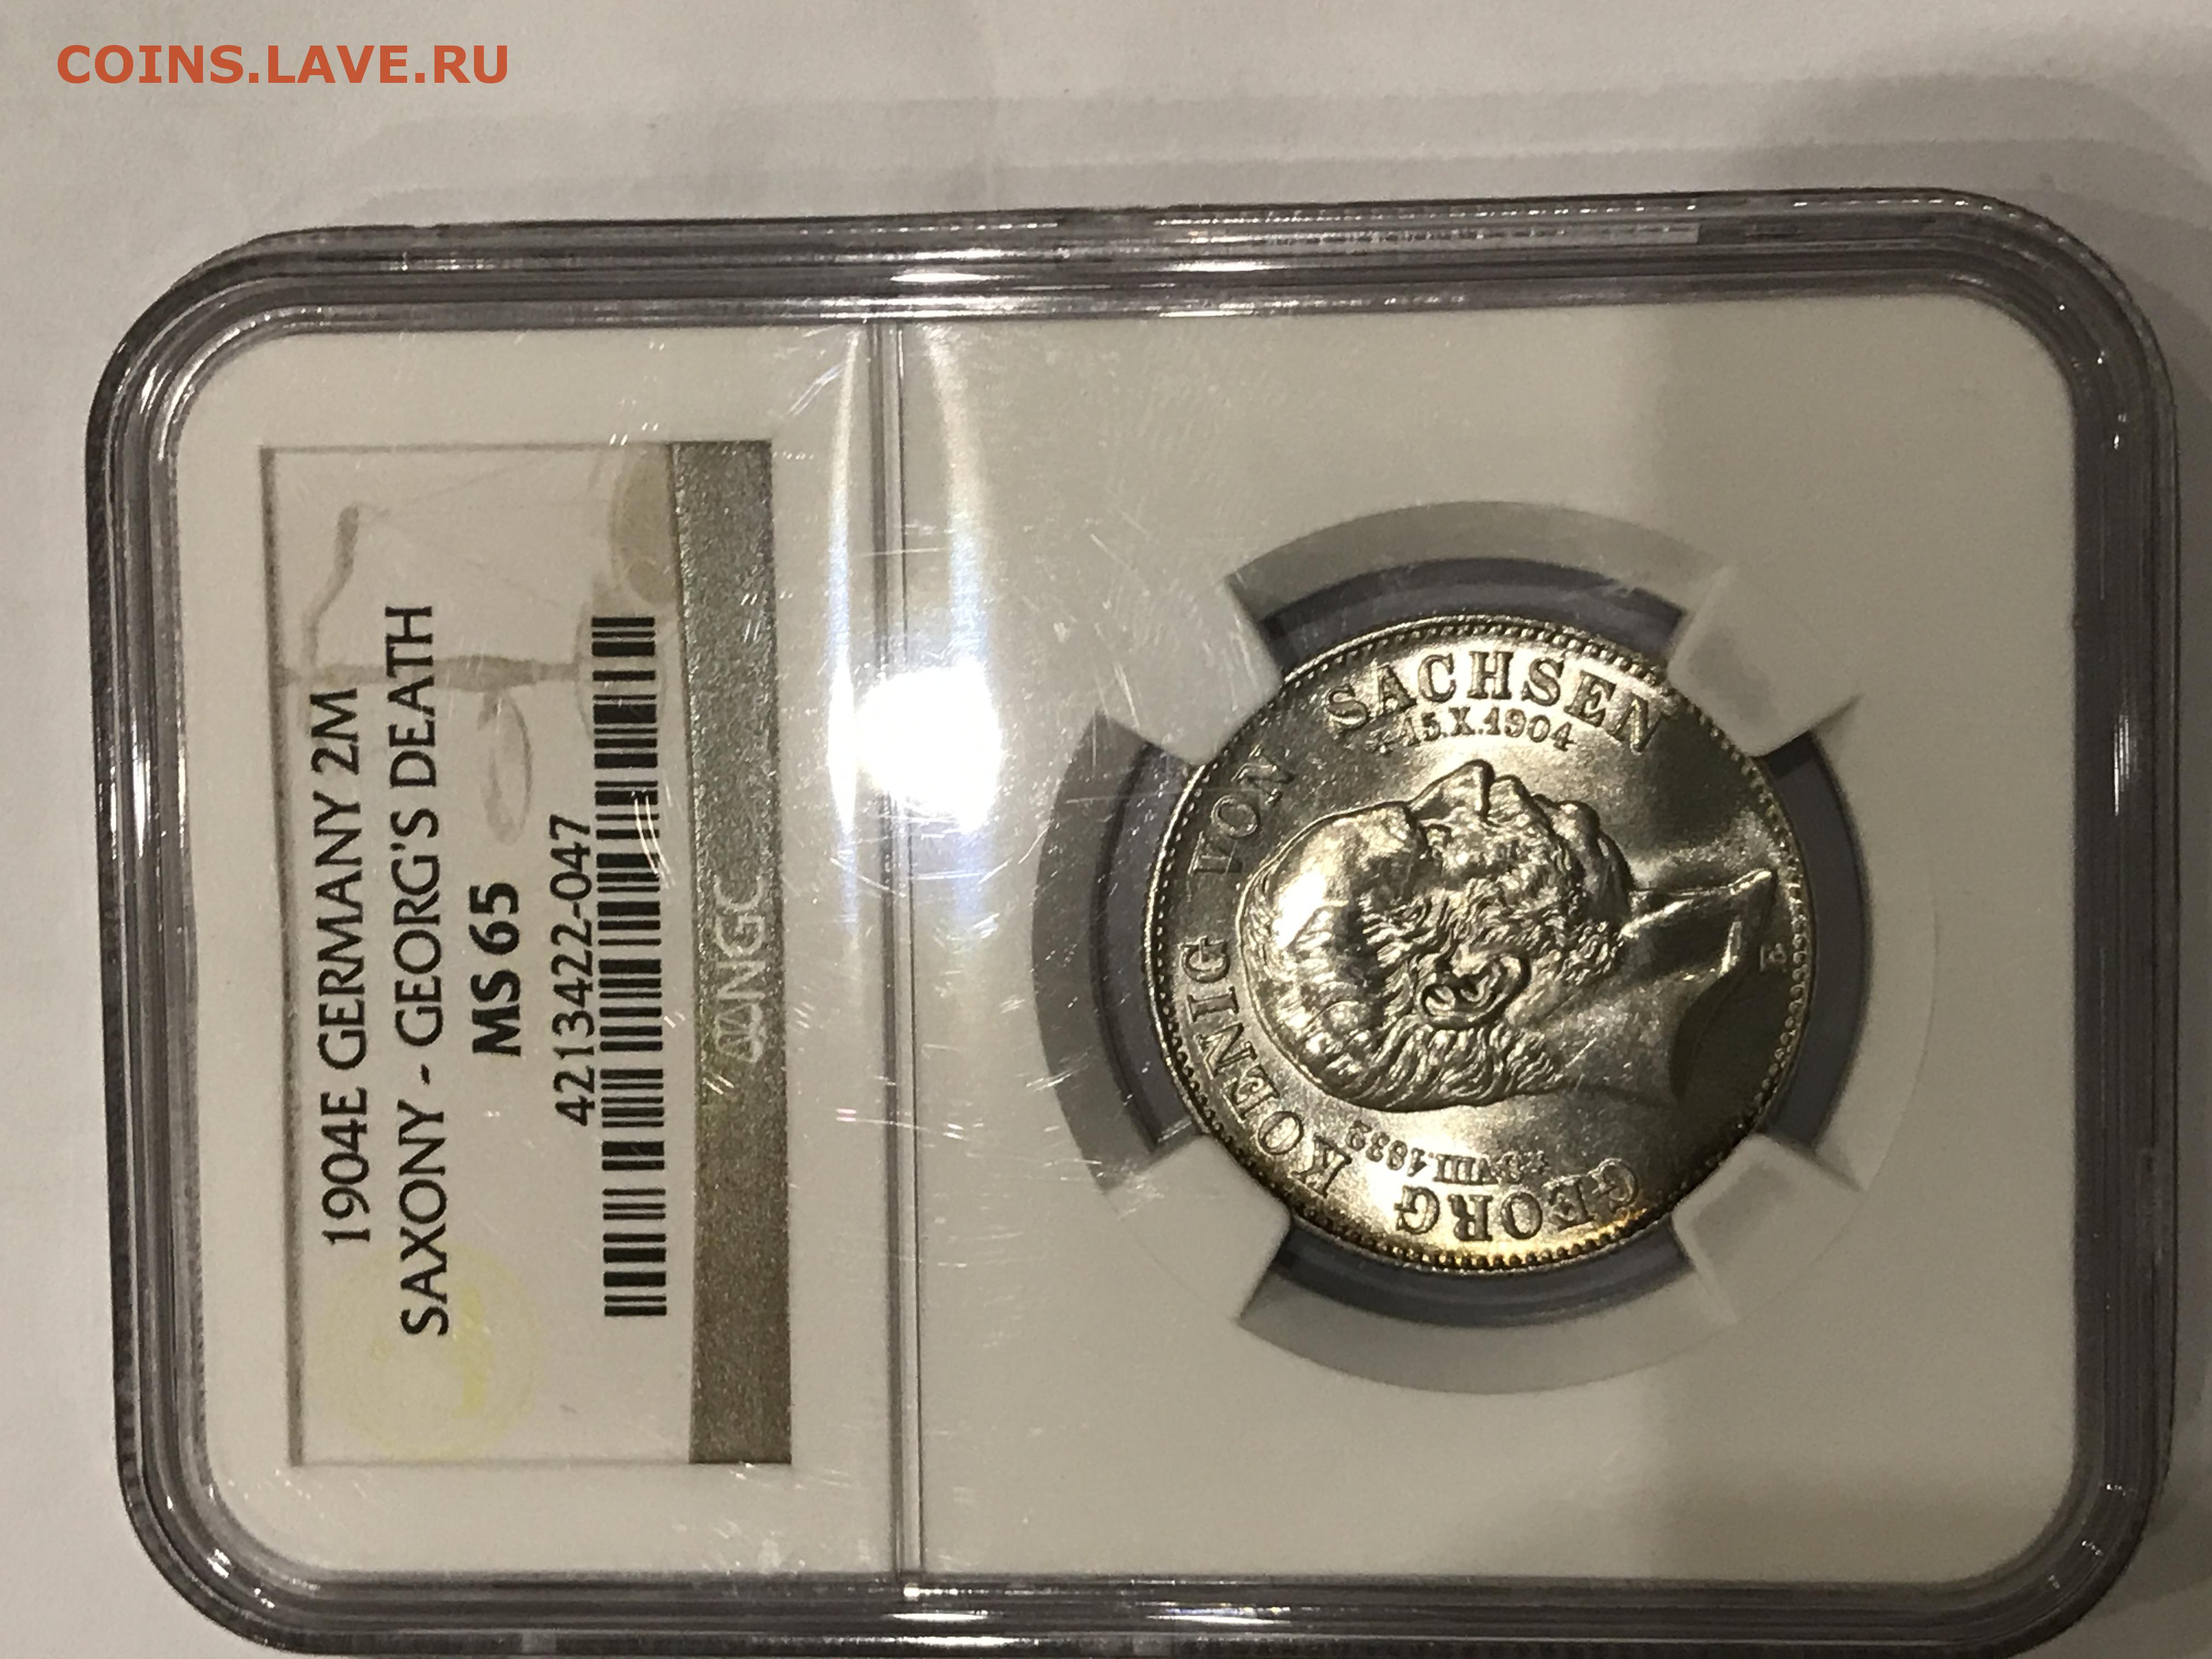 COINS.LAVE.RU
1904E GERMANY 2M
SAXONY - GEORG'S DEATH
MS 65
4213422-047
NGC
GEORG KOENIG VON SACHSEN
* 8.VIII.1832
† 15.X.1904
E